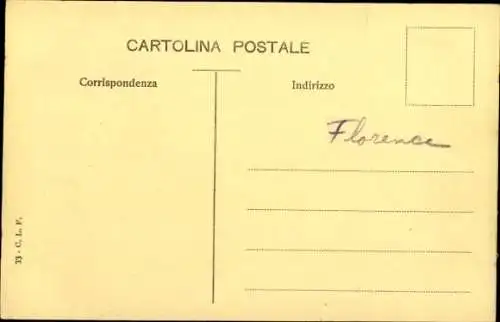 CARTOLINA POSTALE
Corrispondenza
Indirizzo
Florence
33 - C. L. F.